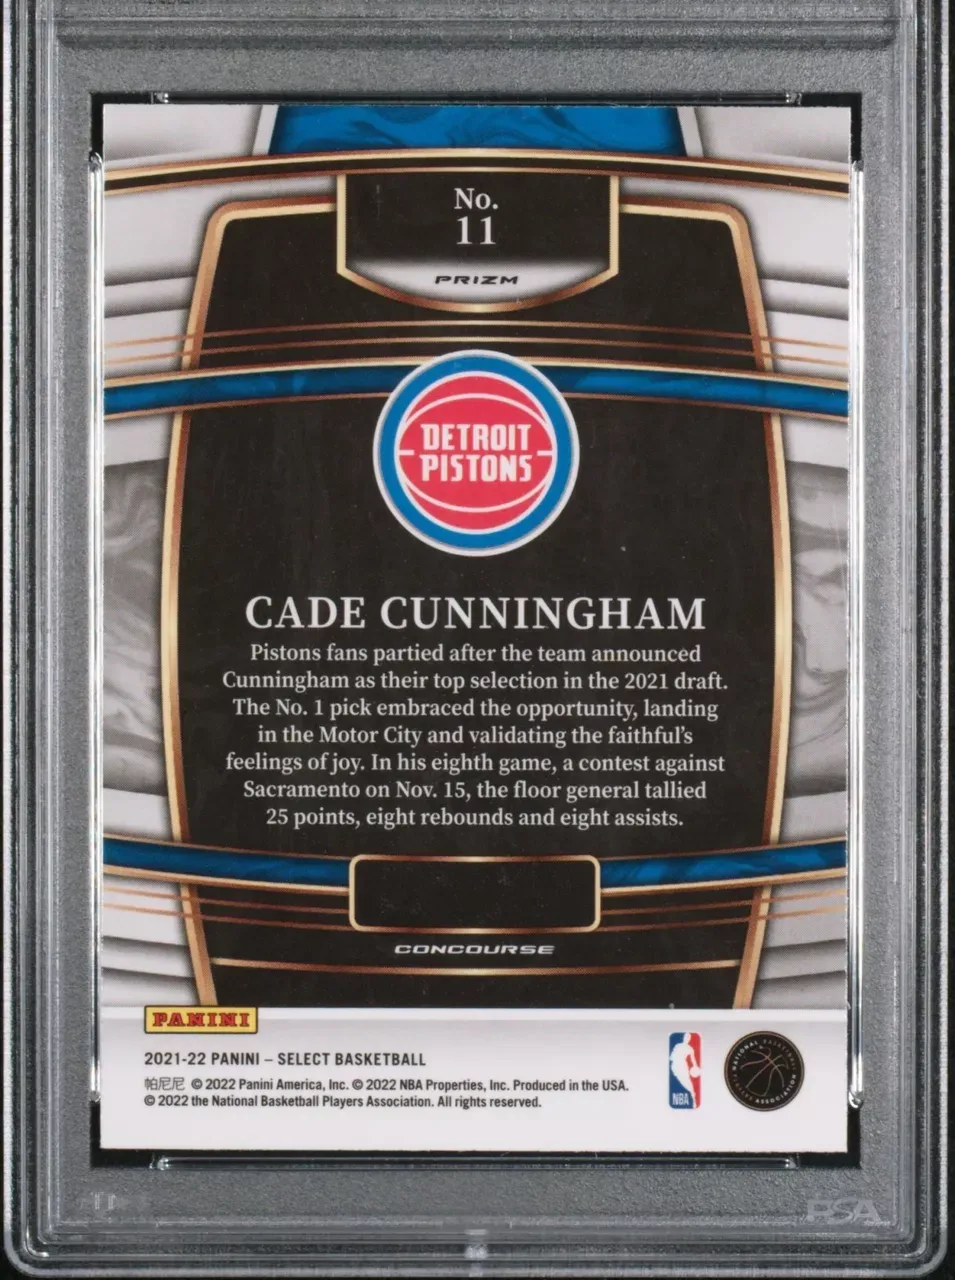 No.
11
PRIZM
DETROIT
PISTONS
CADE CUNNINGHAM
Pistons fans partied after the team announced
Cunningham as their top selection in the 2021 draft.
The No. 1 pick embraced the opportunity, landing
in the Motor City and validating the faithful's
feelings of joy. In his eighth game, a contest against
Sacramento on Nov. 15, the floor general tallied
25 points, eight rebounds and eight assists.
CONCOURSE
PANINI
2021-22 PANINI – SELECT BASKETBALL
帕尼尼 © 2022 Panini America, Inc. © 2022 NBA Properties, Inc. Produced in the USA.
© 2022 the National Basketball Players Association. All rights reserved.
NBA
NATIONAL BASKETBALL
PLAYERS ASSOCIATION
PSA